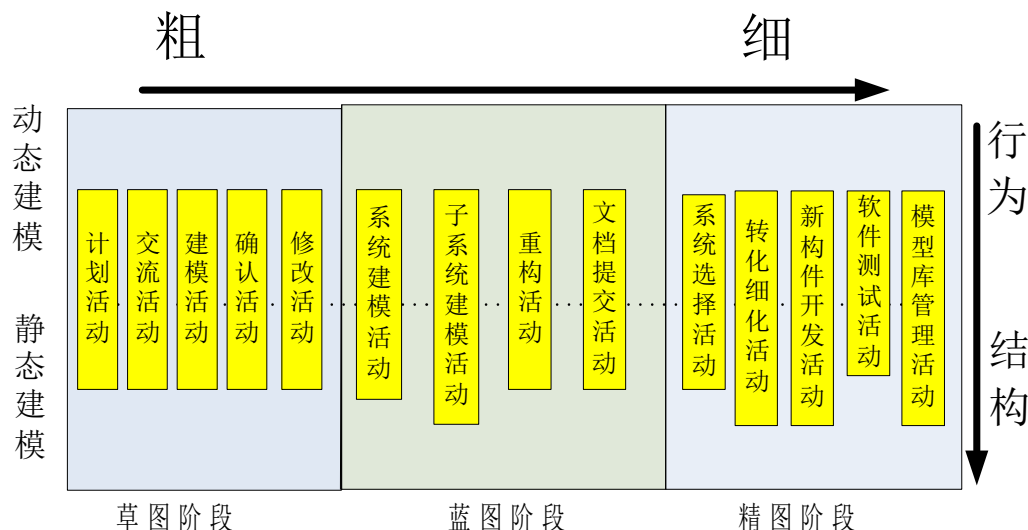 粗
细
动态建模
静态建模
行为
结构
计划活动
交流活动
建模活动
确认活动
修改活动
系统建模活动
子系统建模活动
重构活动
文档提交活动
系统选择活动
转化细化活动
新构件开发活动
软件测试活动
模型库管理活动
草图阶段
蓝图阶段
精图阶段